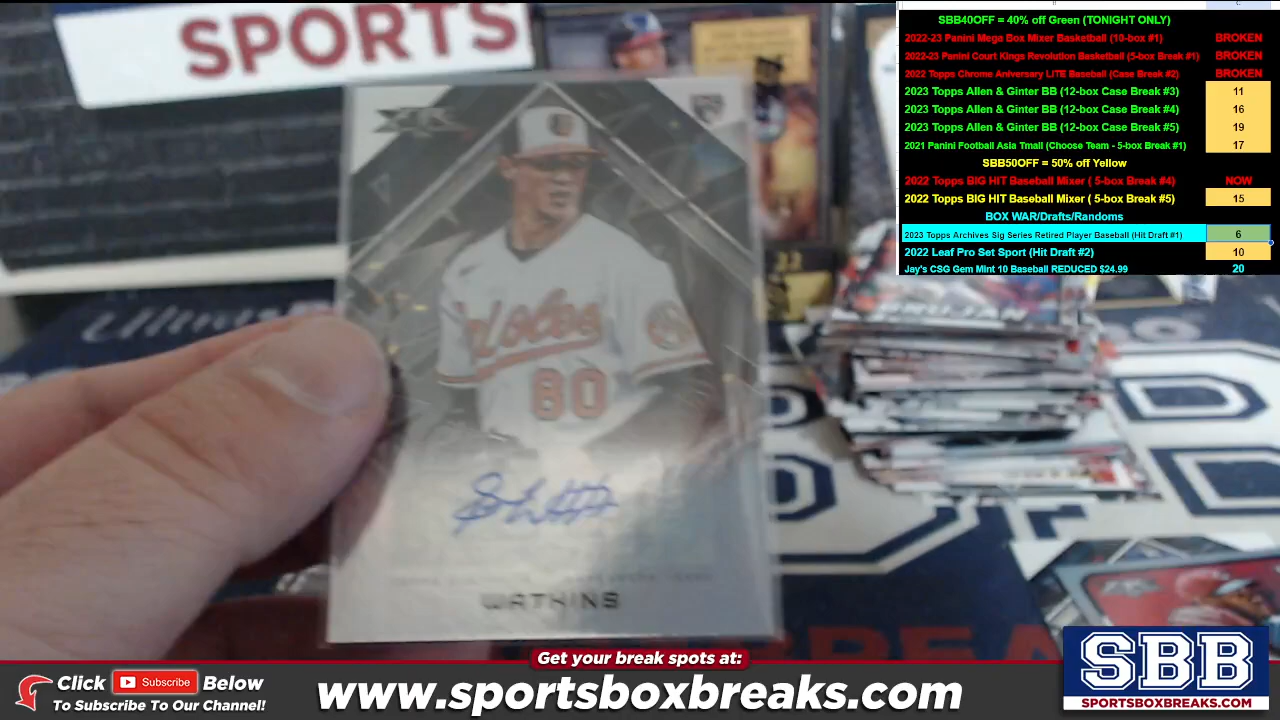 SPORTS
SBB40OFF = 40% off Green (TONIGHT ONLY)
2022-23 Panini Mega Box Mixer Basketball (10-box #1) BROKEN
2022-23 Panini Court Kings Revolution Basketball (5-box Break #1) BROKEN
2022 Topps Chrome Aniversary LITE Baseball (Case Break #2) BROKEN
2023 Topps Allen & Ginter BB (12-box Case Break #3) 11
2023 Topps Allen & Ginter BB (12-box Case Break #4) 16
2023 Topps Allen & Ginter BB (12-box Case Break #5) 19
2021 Panini Football Asia Tmall (Choose Team - 5-box Break #1) 17
SBB50OFF = 50% off Yellow
2022 Topps BIG HIT Baseball Mixer ( 5-box Break #4) NOW
2022 Topps BIG HIT Baseball Mixer ( 5-box Break #5) 15
BOX WAR/Drafts/Randoms
2023 Topps Archives Sig Series Retired Player Baseball (Hit Draft #1) 6
2022 Leaf Pro Set Sport (Hit Draft #2) 10
Jay's CSG Gem Mint 10 Baseball REDUCED $24.99 20
BRUJAN
Orioles
80
WATKINS
Get your break spots at:
Click Subscribe Below
To Subscribe To Our Channel!
www.sportsboxbreaks.com
SBB
SPORTSBOXBREAKS.COM